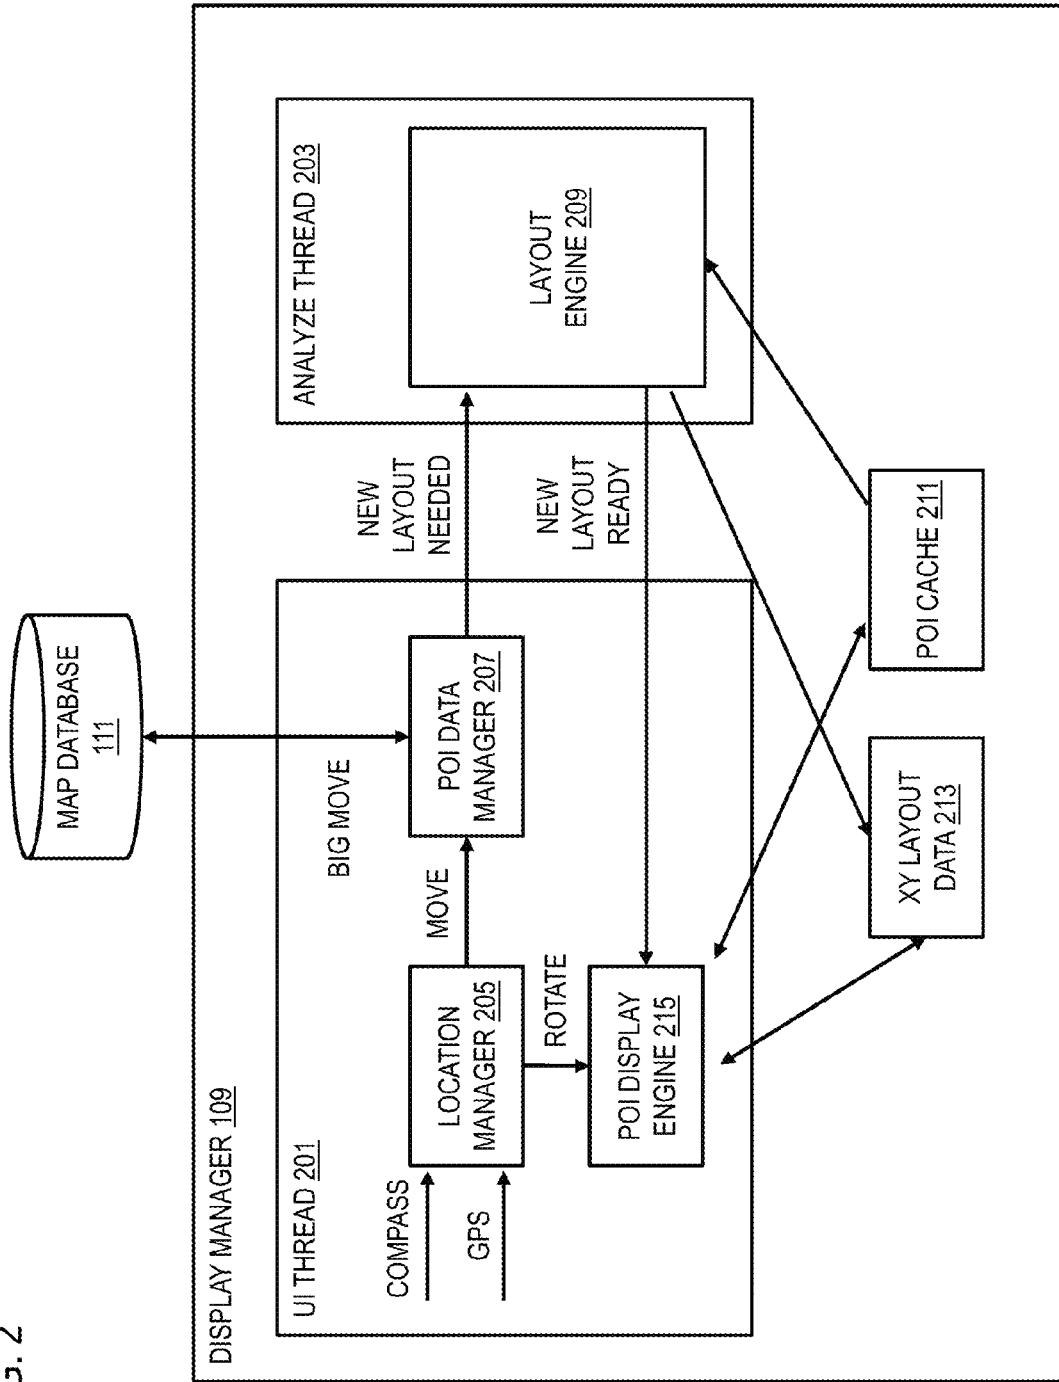 G. 2
MAP DATABASE
111
DISPLAY MANAGER 109
UI THREAD 201
COMPASS
GPS
LOCATION
MANAGER 205
MOVE
BIG MOVE
POI DATA
MANAGER 207
ROTATE
POI DISPLAY
ENGINE 215
NEW
LAYOUT
NEEDED
NEW
LAYOUT
READY
ANALYZE THREAD 203
LAYOUT
ENGINE 209
XY LAYOUT
DATA 213
POI CACHE 211